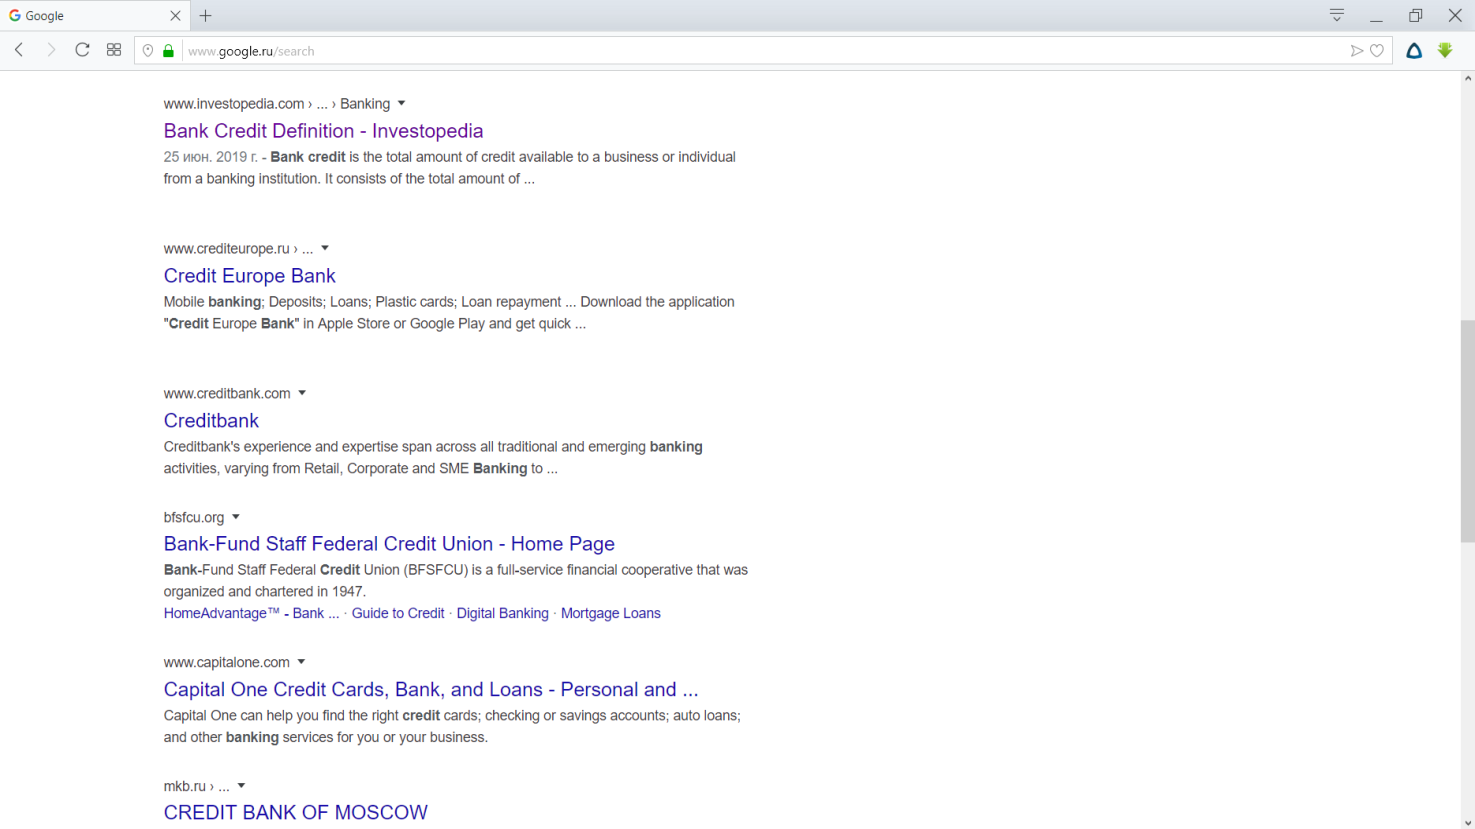 Google
www.google.ru/search
www.investopedia.com › ... › Banking
Bank Credit Definition - Investopedia
25 июн. 2019 г. - Bank credit is the total amount of credit available to a business or individual
from a banking institution. It consists of the total amount of ...
www.crediteurope.ru › ...
Credit Europe Bank
Mobile banking; Deposits; Loans; Plastic cards; Loan repayment ... Download the application
"Credit Europe Bank" in Apple Store or Google Play and get quick ...
www.creditbank.com
Creditbank
Creditbank's experience and expertise span across all traditional and emerging banking
activities, varying from Retail, Corporate and SME Banking to ...
bfsfcu.org
Bank-Fund Staff Federal Credit Union - Home Page
Bank-Fund Staff Federal Credit Union (BFSFCU) is a full-service financial cooperative that was
organized and chartered in 1947.
HomeAdvantage™ - Bank ... · Guide to Credit · Digital Banking · Mortgage Loans
www.capitalone.com
Capital One Credit Cards, Bank, and Loans - Personal and ...
Capital One can help you find the right credit cards; checking or savings accounts; auto loans;
and other banking services for you or your business.
mkb.ru › ...
CREDIT BANK OF MOSCOW